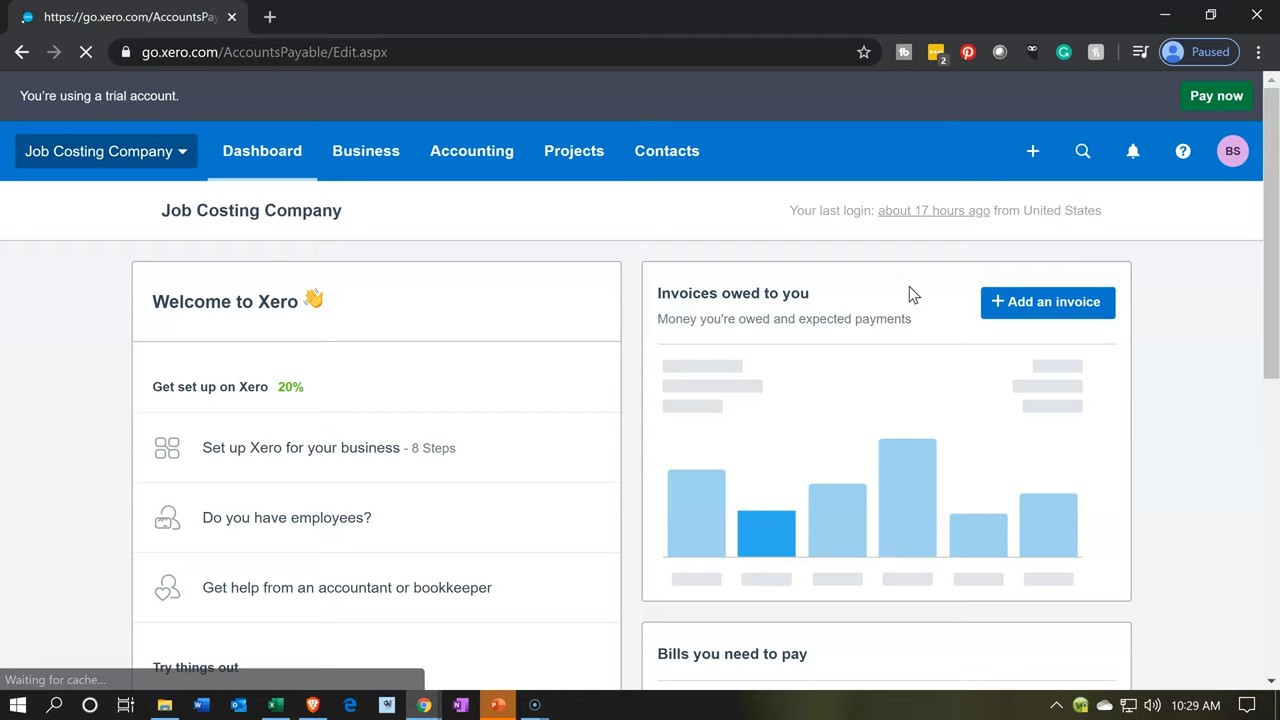 https://go.xero.com/AccountsPay
go.xero.com/AccountsPayable/Edit.aspx
2
Paused
You're using a trial account.
Pay now
Job Costing Company
Dashboard
Business
Accounting
Projects
Contacts
BS
Job Costing Company
Your last login: about 17 hours ago from United States
Welcome to Xero
Invoices owed to you
Money you're owed and expected payments
+ Add an invoice
Get set up on Xero 20%
Set up Xero for your business - 8 Steps
Do you have employees?
Get help from an accountant or bookkeeper
Bills you need to pay
Try things out
Waiting for cache...
10:29 AM